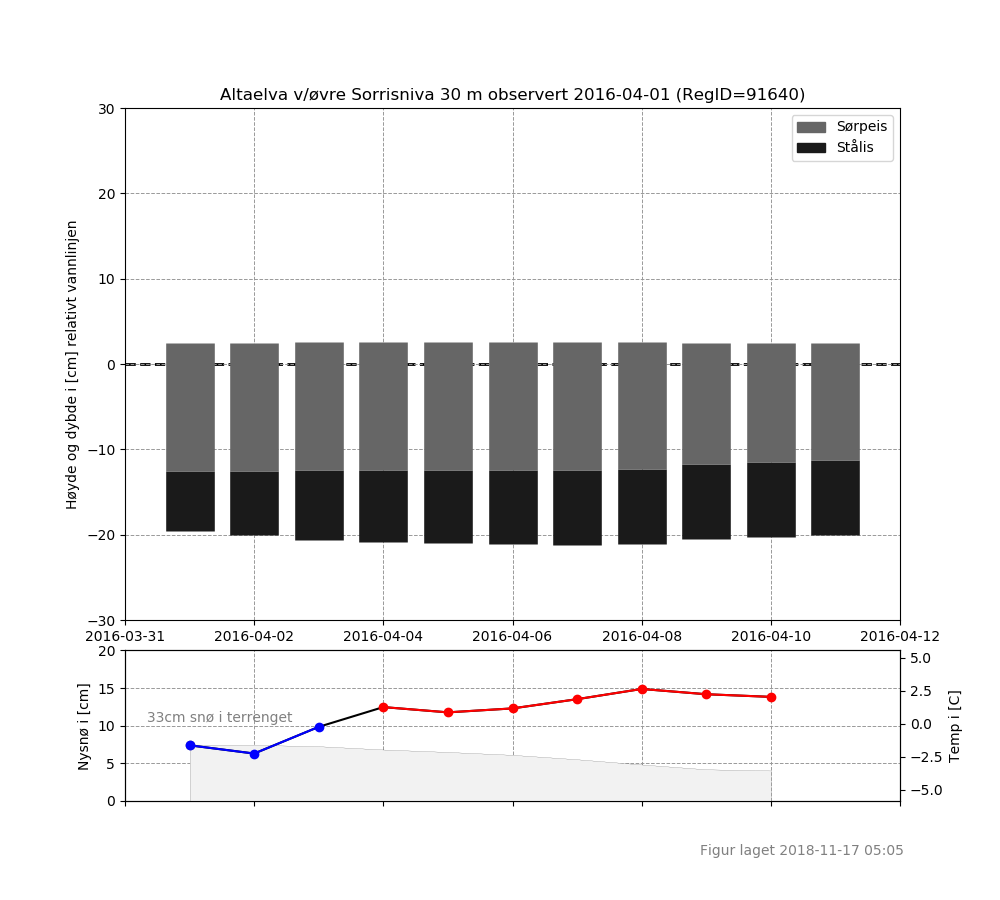 Altaelva v/øvre Sorrisniva 30 m observert 2016-04-01 (RegID=91640)
Sørpeis
Stålis
Høyde og dybde i [cm] relativt vannlinjen
30
20
10
0
−10
−20
−30
2016-03-31 2016-04-02 2016-04-04 2016-04-06 2016-04-08 2016-04-10 2016-04-12
Nysnø i [cm]
20
15
10
5
0
33cm snø i terrenget
5.0
2.5
0.0
−2.5
−5.0
Temp i [C]
Figur laget 2018-11-17 05:05